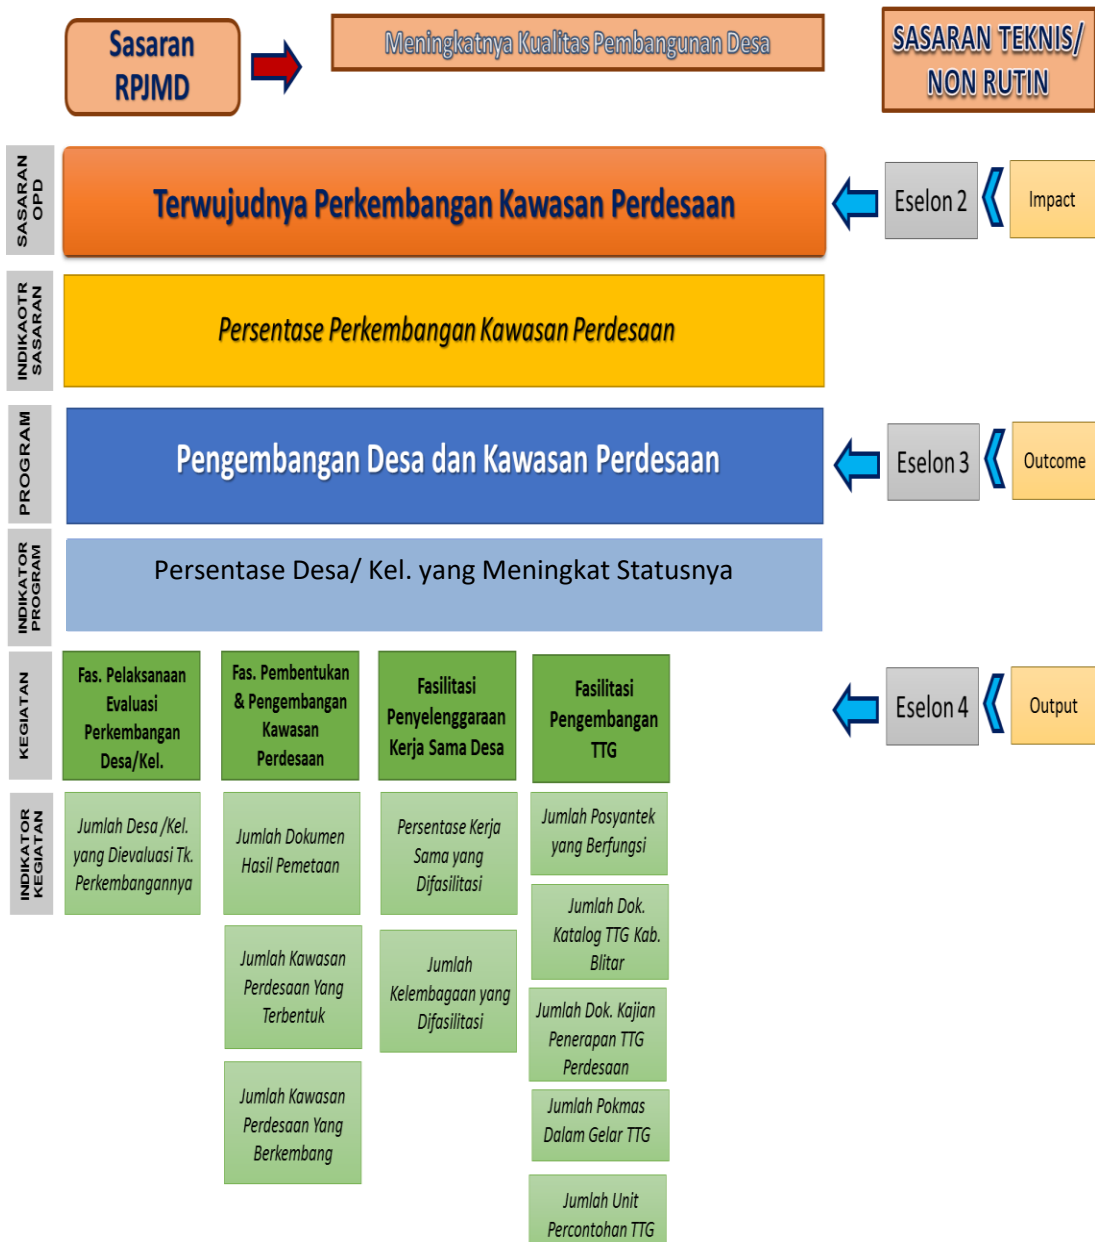 Sasaran
RPJMD
Meningkatnya Kualitas Pembangunan Desa
SASARAN TEKNIS/
NON RUTIN
SASARAN
OPD
Terwujudnya Perkembangan Kawasan Perdesaan
Eselon 2
Impact
INDIKAOTR
SASARAN
Persentase Perkembangan Kawasan Perdesaan
PROGRAM
Pengembangan Desa dan Kawasan Perdesaan
Eselon 3
Outcome
INDIKATOR
PROGRAM
Persentase Desa/ Kel. yang Meningkat Statusnya
KEGIATAN
Fas. Pelaksanaan
Evaluasi
Perkembangan
Desa/Kel.
Fas. Pembentukan
& Pengembangan
Kawasan
Perdesaan
Fasilitasi
Penyelenggaraan
Kerja Sama Desa
Fasilitasi
Pengembangan
TTG
Eselon 4
Output
INDIKATOR
KEGIATAN
Jumlah Desa /Kel.
yang Dievaluasi Tk.
Perkembangannya
Jumlah Dokumen
Hasil Pemetaan
Jumlah Kawasan
Perdesaan Yang
Terbentuk
Jumlah Kawasan
Perdesaan Yang
Berkembang
Persentase Kerja
Sama yang
Difasilitasi
Jumlah
Kelembagaan yang
Difasilitasi
Jumlah Posyantek
yang Berfungsi
Jumlah Dok.
Katalog TTG Kab.
Blitar
Jumlah Dok. Kajian
Penerapan TTG
Perdesaan
Jumlah Pokmas
Dalam Gelar TTG
Jumlah Unit
Percontohan TTG